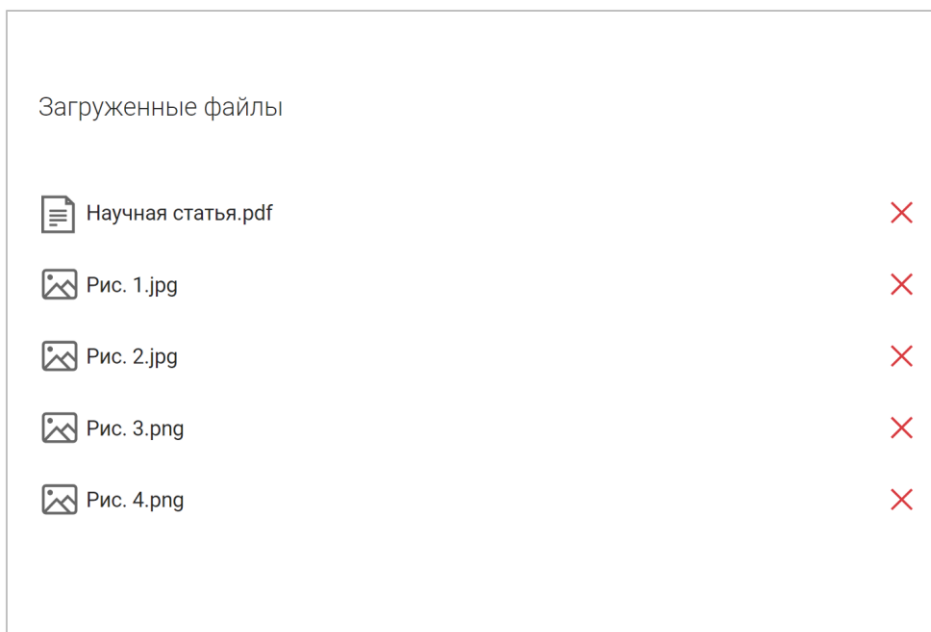 Загруженные файлы
Научная статья.pdf
Рис. 1.jpg
Рис. 2.jpg
Рис. 3.png
Рис. 4.png